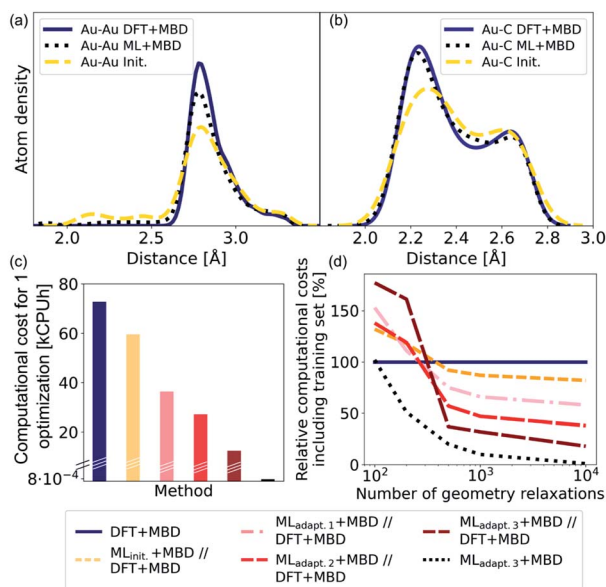 (a)
Au-Au DFT+MBD
Au-Au ML+MBD
Au-Au Init.
Atom density
2.0 2.5 3.0
Distance [Å]
(b)
Au-C DFT+MBD
Au-C ML+MBD
Au-C Init.
2.0 2.2 2.4 2.6 2.8 3.0
Distance [Å]
(c)
Computational cost for 1
optimization [kCPUh]
80
60
40
20
8·10⁻⁴
Method
(d)
Relative computational costs
including training set [%]
150
100
50
0
10² 10³ 10⁴
Number of geometry relaxations
DFT+MBD
ML_init.+MBD //
DFT+MBD
ML_adapt. 1+MBD //
DFT+MBD
ML_adapt. 2+MBD //
DFT+MBD
ML_adapt. 3+MBD //
DFT+MBD
ML_adapt. 3+MBD